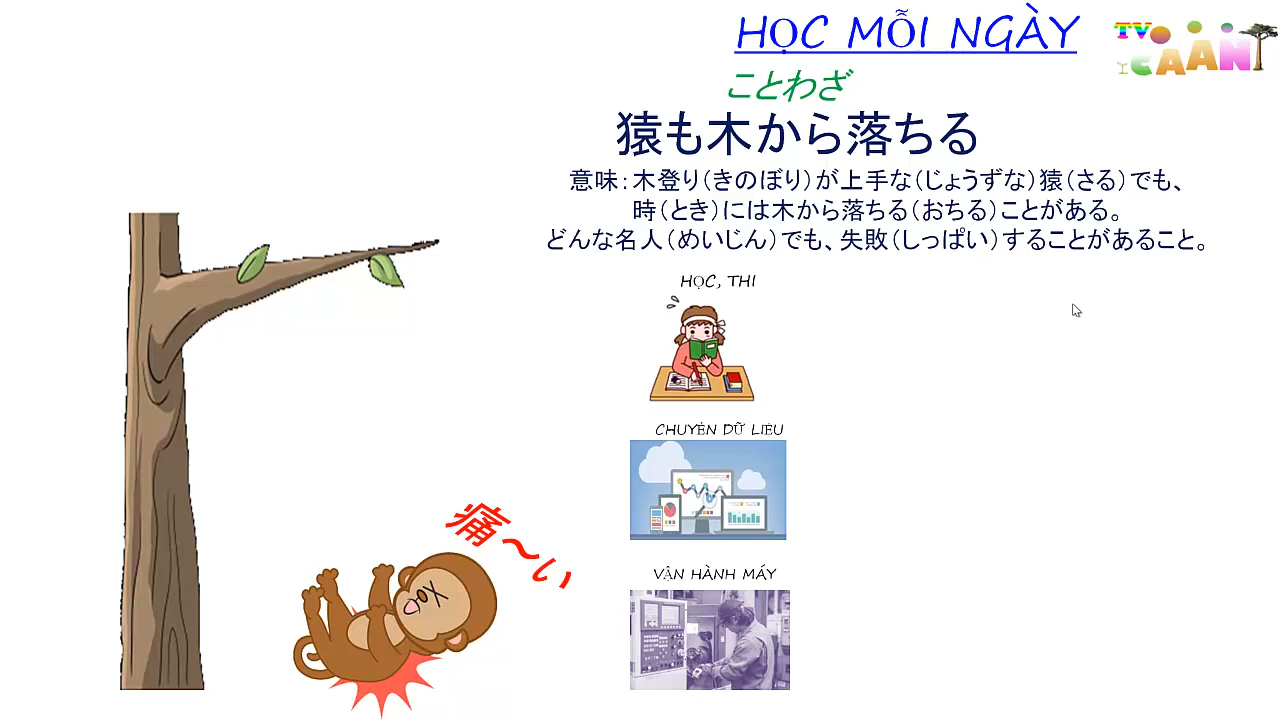 HỌC MỖI NGÀY
TV
CAAN
ことわざ
猿も木から落ちる
意味：木登り（きのぼり）が上手な（じょうずな）猿（さる）でも、
時（とき）には木から落ちる（おちる）ことがある。
どんな名人（めいじん）でも、失敗（しっぱい）することがあること。
HỌC, THI
CHUYÊN DỮ LIỆU
VẬN HÀNH MÁY
痛～い